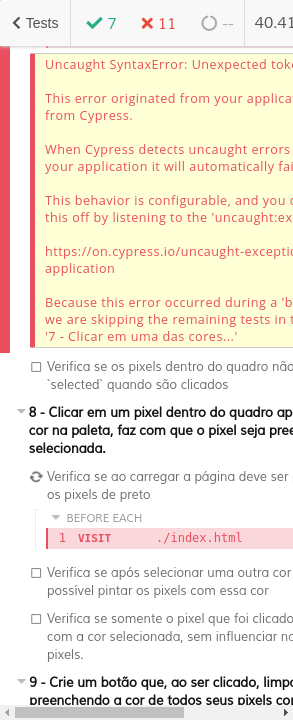 Tests 7 11 -- 40.41
Uncaught SyntaxError: Unexpected toke
This error originated from your applica
from Cypress.
When Cypress detects uncaught errors
your application it will automatically fai
This behavior is configurable, and you c
this off by listening to the 'uncaught:ex
https://on.cypress.io/uncaught-exceptio
application
Because this error occurred during a 'b
we are skipping the remaining tests in t
'7 - Clicar em uma das cores...'
Verifica se os pixels dentro do quadro não
`selected` quando são clicados
8 - Clicar em um pixel dentro do quadro ap
cor na paleta, faz com que o pixel seja pree
selecionada.
Verifica se ao carregar a página deve ser
os pixels de preto
BEFORE EACH
1 VISIT ./index.html
Verifica se após selecionar uma outra cor
possível pintar os pixels com essa cor
Verifica se somente o pixel que foi clicado
com a cor selecionada, sem influenciar no
pixels.
9 - Crie um botão que, ao ser clicado, limpa
preenchendo a cor de todos seus pixels com